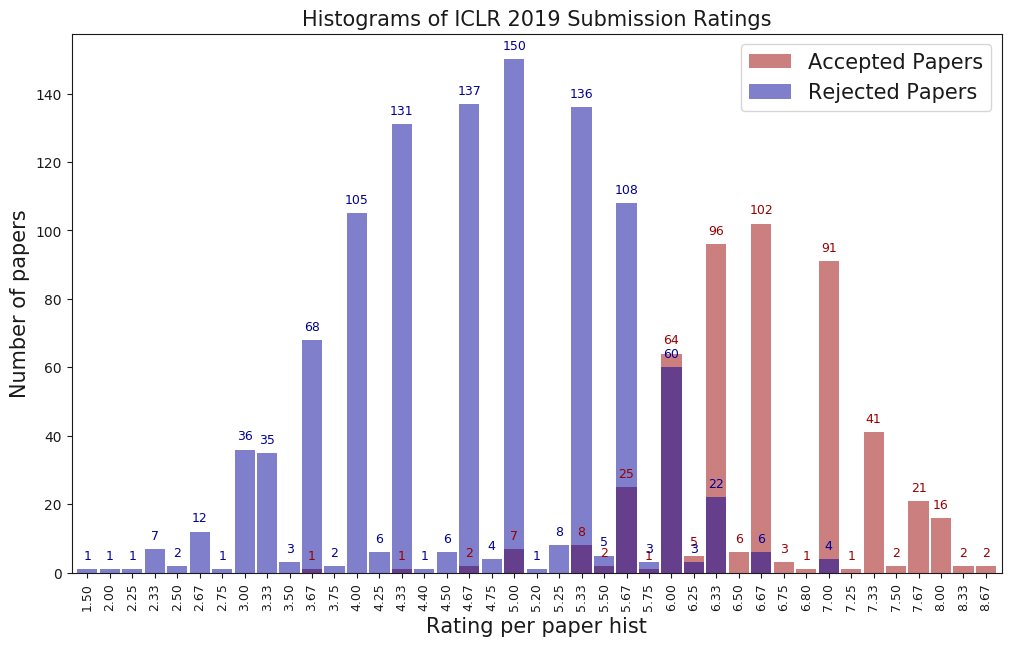 Histograms of ICLR 2019 Submission Ratings
Accepted Papers
Rejected Papers
Number of papers
140
120
100
80
60
40
20
0
1 1 1 7 2 12 1 36 35 3 68 1 2 105 6 131 1 1 6 137 2 4 150 7 1 8 136 8 5 2 108 25 3 1 64 60 5 3 96 22 6 102 6 3 1 91 4 1 41 2 21 16 2 2
1.50 2.00 2.25 2.33 2.50 2.67 2.75 3.00 3.33 3.50 3.67 3.75 4.00 4.25 4.33 4.40 4.50 4.67 4.75 5.00 5.20 5.25 5.33 5.50 5.67 5.75 6.00 6.25 6.33 6.50 6.67 6.75 6.80 7.00 7.25 7.33 7.50 7.67 8.00 8.33 8.67
Rating per paper hist